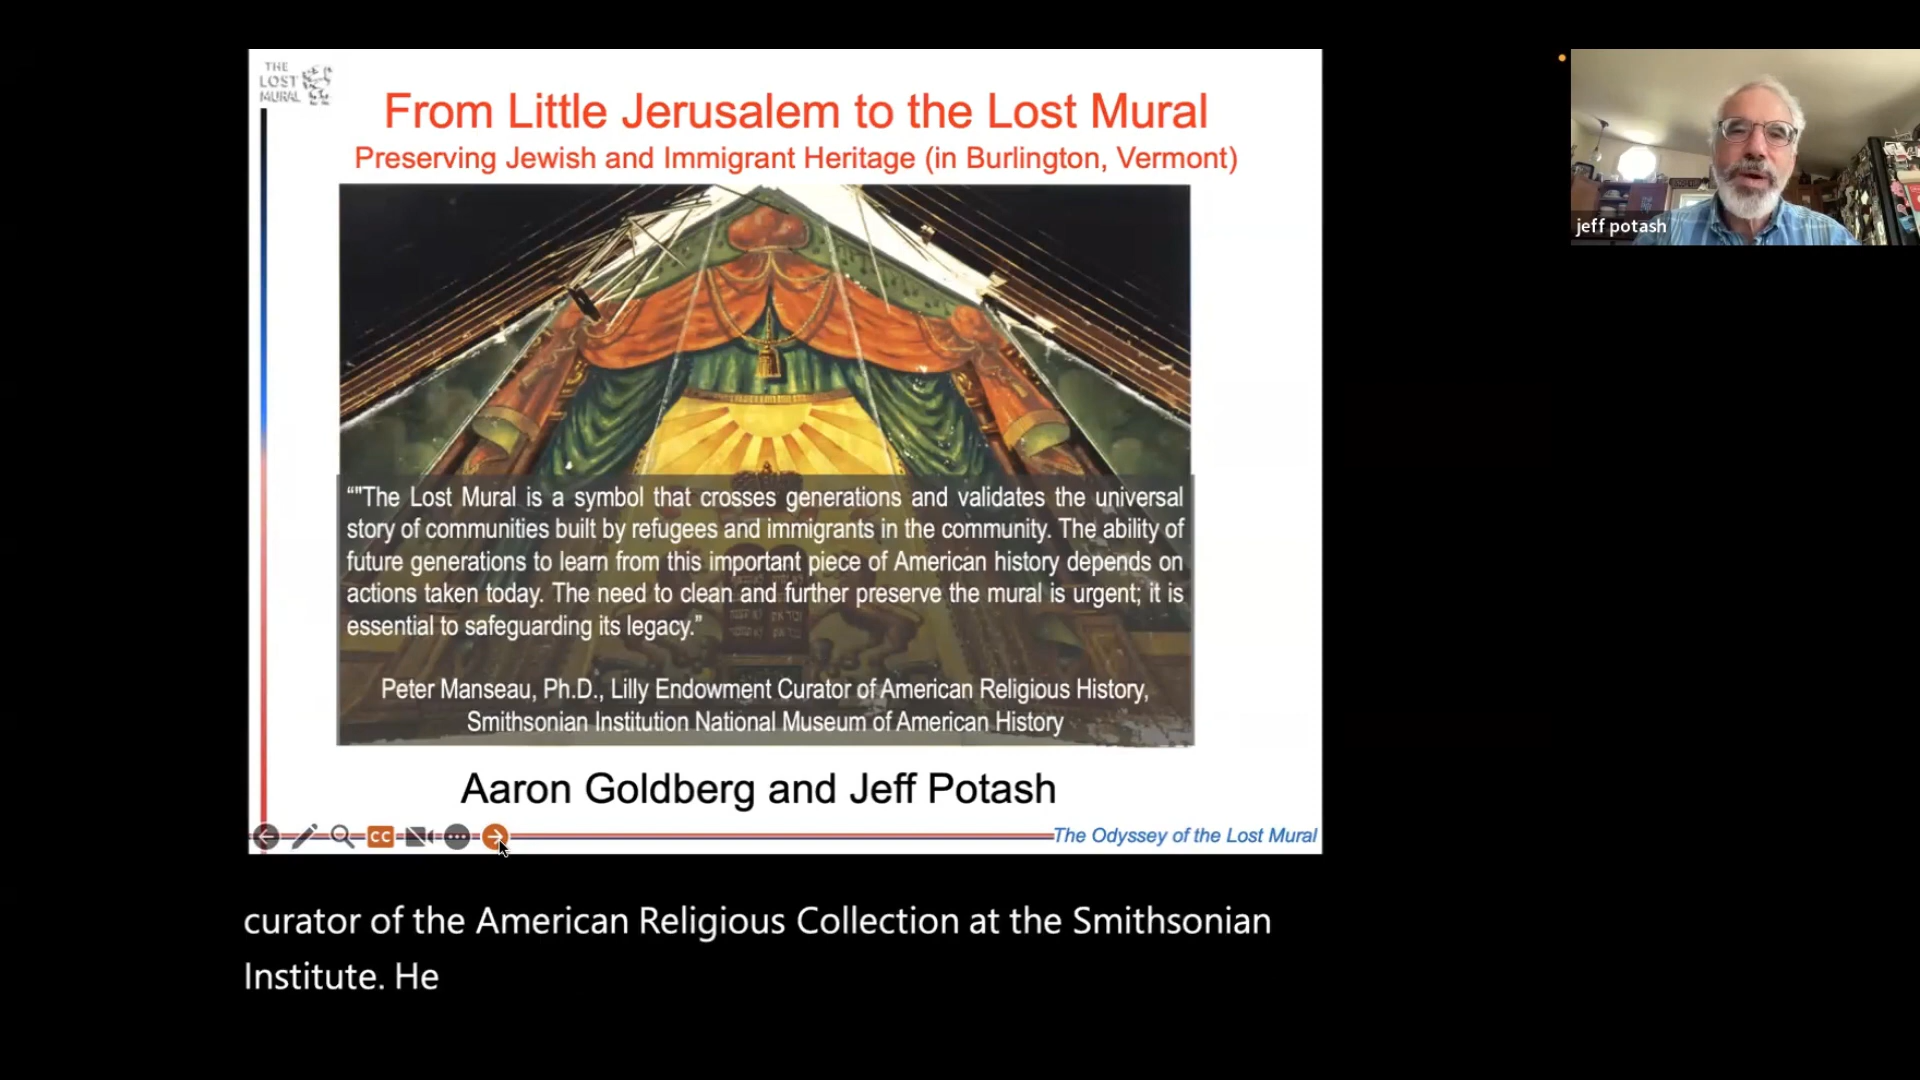 THE
LOST
MURAL
From Little Jerusalem to the Lost Mural
Preserving Jewish and Immigrant Heritage (in Burlington, Vermont)
“"The Lost Mural is a symbol that crosses generations and validates the universal
story of communities built by refugees and immigrants in the community. The ability of
future generations to learn from this important piece of American history depends on
actions taken today. The need to clean and further preserve the mural is urgent; it is
essential to safeguarding its legacy.”
Peter Manseau, Ph.D., Lilly Endowment Curator of American Religious History,
Smithsonian Institution National Museum of American History
Aaron Goldberg and Jeff Potash
CC
The Odyssey of the Lost Mural
jeff potash
curator of the American Religious Collection at the Smithsonian
Institute. He